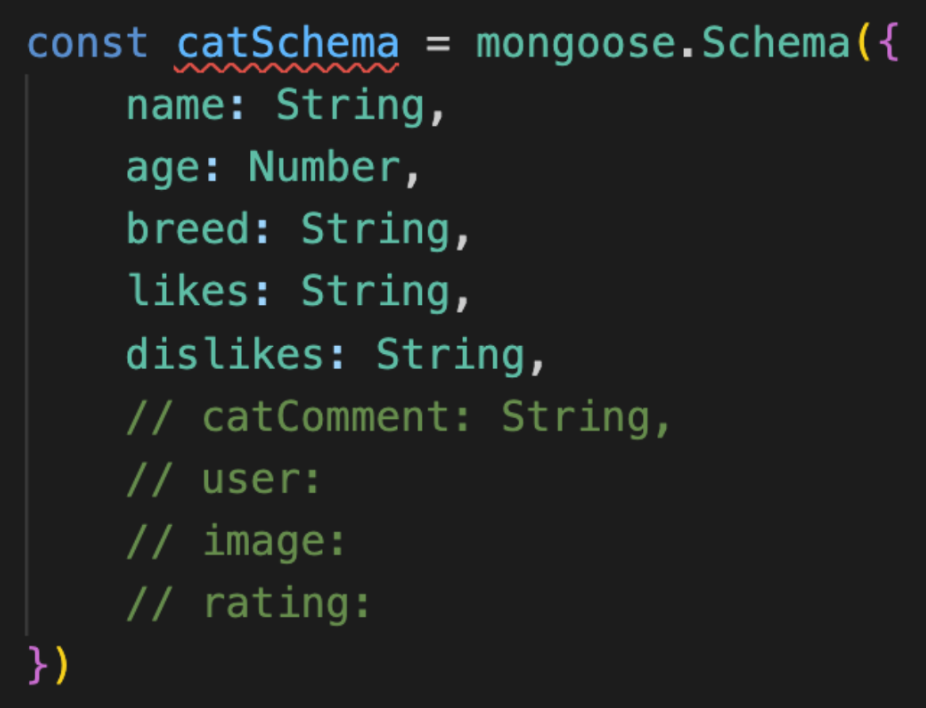 const catSchema = mongoose.Schema({
    name: String,
    age: Number,
    breed: String,
    likes: String,
    dislikes: String,
    // catComment: String,
    // user:
    // image:
    // rating:
})